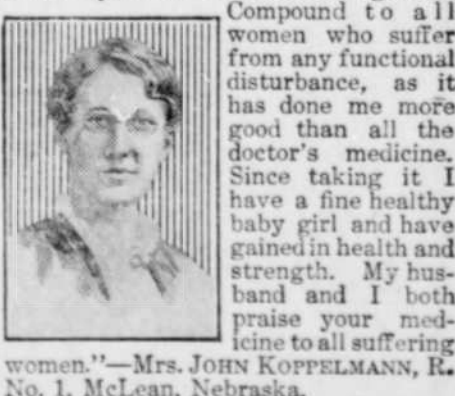 Compound to all
women who suffer
from any functional
disturbance, as it
has done me more
good than all the
doctor's medicine.
Since taking it I
have a fine healthy
baby girl and have
gained in health and
strength. My hus-
band and I both
praise your med-
icine to all suffering
women."—Mrs. JOHN KOPPELMANN, R.
No. 1, McLean, Nebraska.